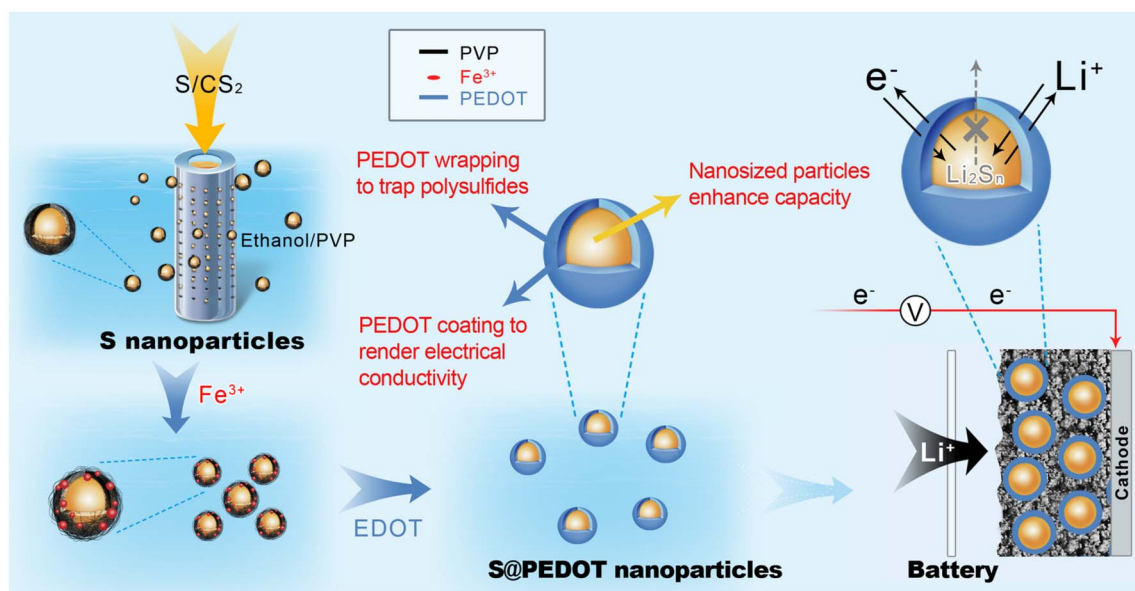 S/CS₂
Ethanol/PVP
S nanoparticles
Fe³⁺
PVP
Fe³⁺
PEDOT
PEDOT wrapping
to trap polysulfides
Nanosized particles
enhance capacity
PEDOT coating to
render electrical
conductivity
EDOT
S@PEDOT nanoparticles
e⁻
Li⁺
Li₂Sₙ
e⁻
V
e⁻
Li⁺
Cathode
Battery